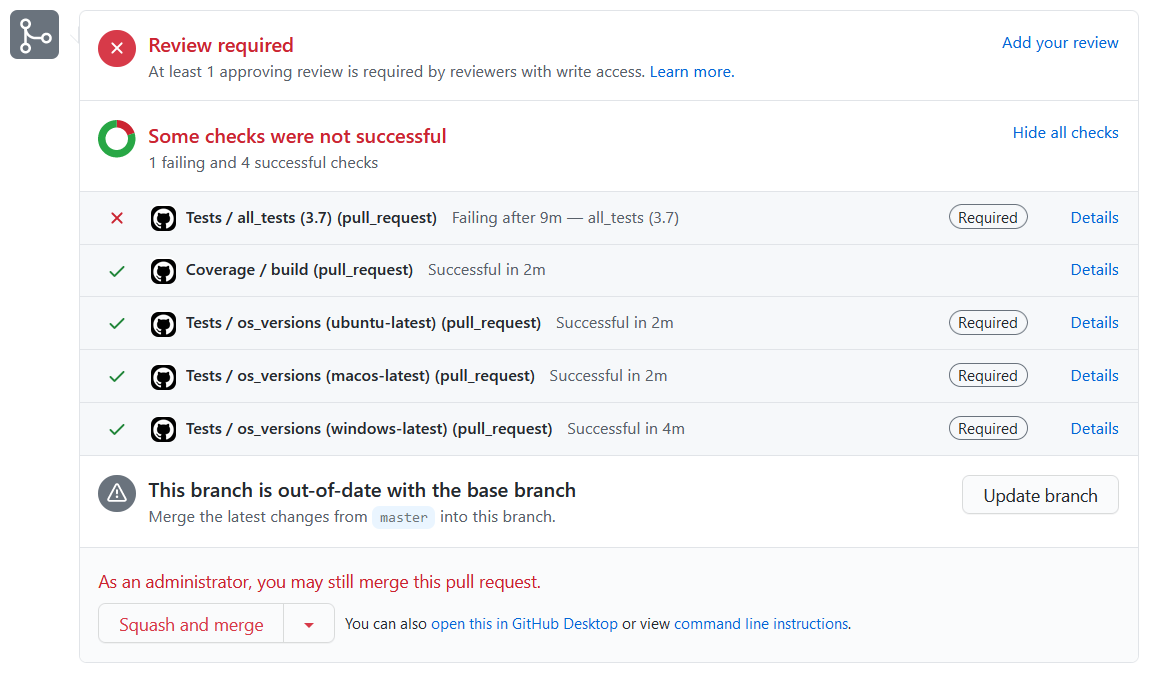 Review required
Add your review
At least 1 approving review is required by reviewers with write access. Learn more.
Some checks were not successful
Hide all checks
1 failing and 4 successful checks
Tests / all_tests (3.7) (pull_request) Failing after 9m — all_tests (3.7) Required Details
Coverage / build (pull_request) Successful in 2m Details
Tests / os_versions (ubuntu-latest) (pull_request) Successful in 2m Required Details
Tests / os_versions (macos-latest) (pull_request) Successful in 2m Required Details
Tests / os_versions (windows-latest) (pull_request) Successful in 4m Required Details
This branch is out-of-date with the base branch
Update branch
Merge the latest changes from master into this branch.
As an administrator, you may still merge this pull request.
Squash and merge You can also open this in GitHub Desktop or view command line instructions.